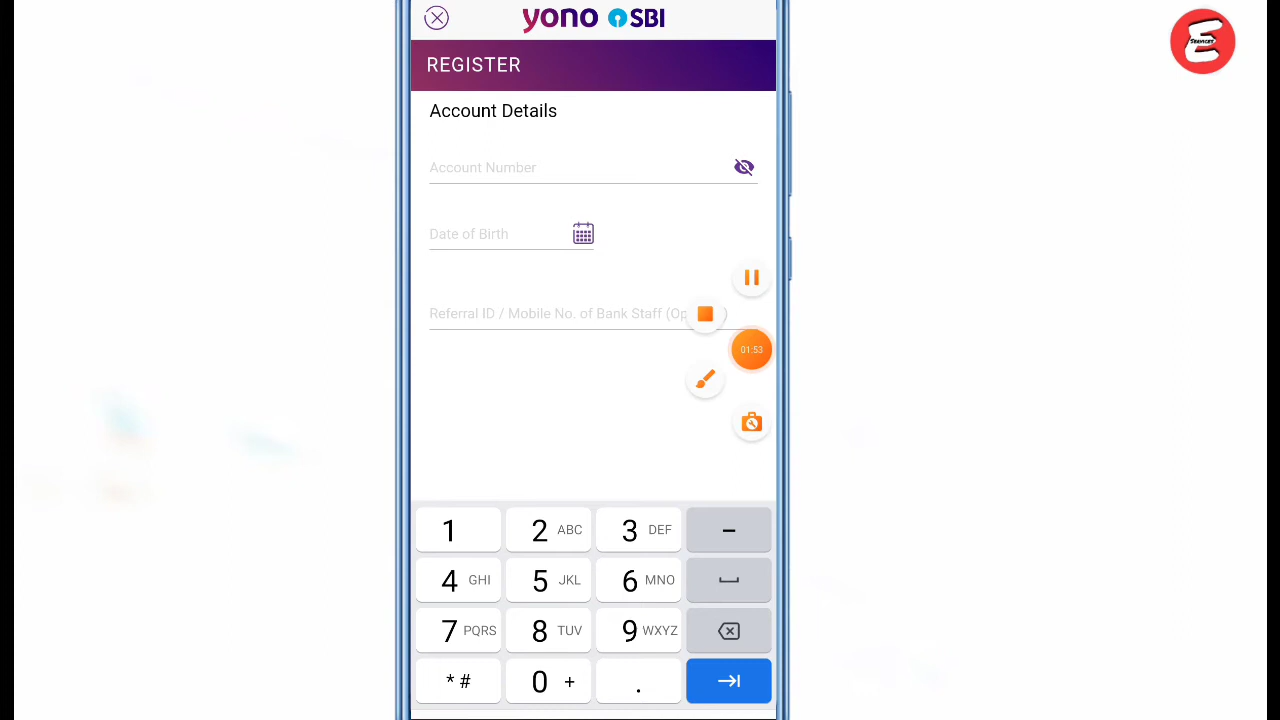 yono SBI
SERVICES
REGISTER
Account Details
Account Number
Date of Birth
Referral ID / Mobile No. of Bank Staff (Op )
01:53
1 2 ABC 3 DEF -
4 GHI 5 JKL 6 MNO
7 PQRS 8 TUV 9 WXYZ
* # 0 + .